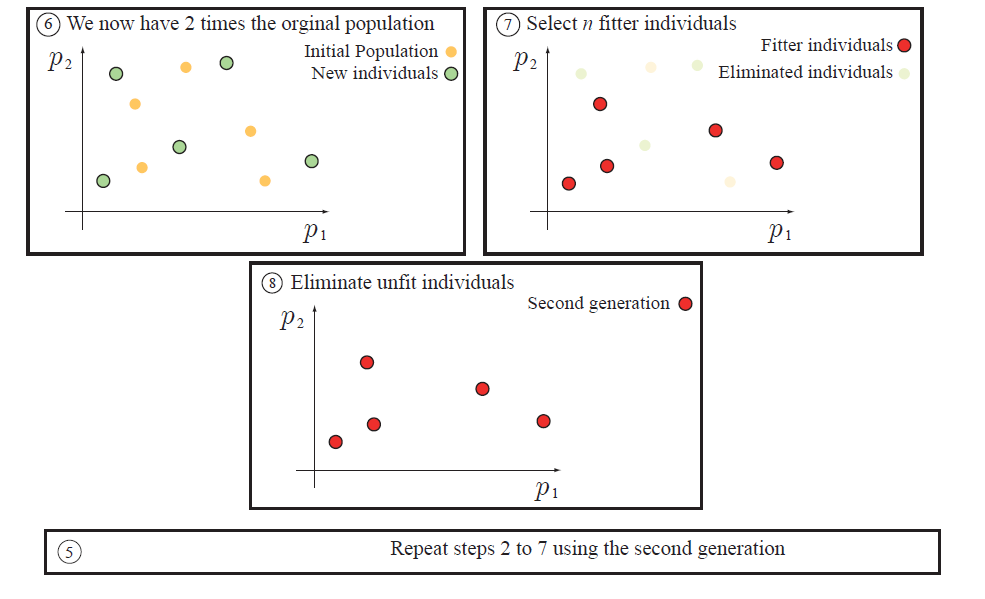 6 We now have 2 times the orginal population
Initial Population
New individuals
p2
p1
7 Select n fitter individuals
Fitter individuals
Eliminated individuals
p2
p1
8 Eliminate unfit individuals
Second generation
p2
p1
5 Repeat steps 2 to 7 using the second generation